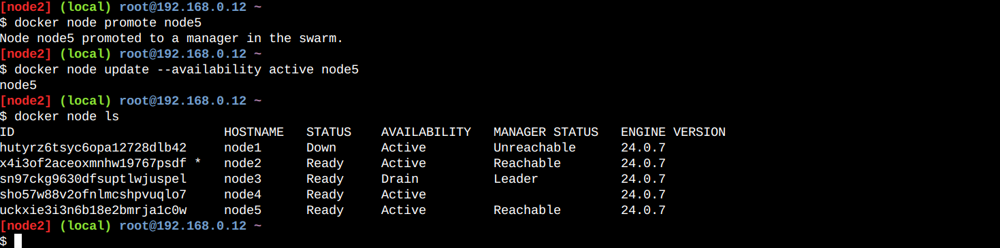 [node2] (local) root@192.168.0.12 ~
$ docker node promote node5
Node node5 promoted to a manager in the swarm.
[node2] (local) root@192.168.0.12 ~
$ docker node update --availability active node5
node5
[node2] (local) root@192.168.0.12 ~
$ docker node ls
ID                            HOSTNAME   STATUS    AVAILABILITY   MANAGER STATUS   ENGINE VERSION
hutyrz6tsyc6opa12728dlb42     node1      Down      Active         Unreachable      24.0.7
x4i3of2aceoxmnhw19767psdf *   node2      Ready     Active         Reachable        24.0.7
sn97ckg9630dfsuptlwjuspel     node3      Ready     Drain          Leader           24.0.7
sho57w88v2ofnlmcshpvuqlo7     node4      Ready     Active                          24.0.7
uckxie3i3n6b18e2bmrja1c0w     node5      Ready     Active         Reachable        24.0.7
[node2] (local) root@192.168.0.12 ~
$